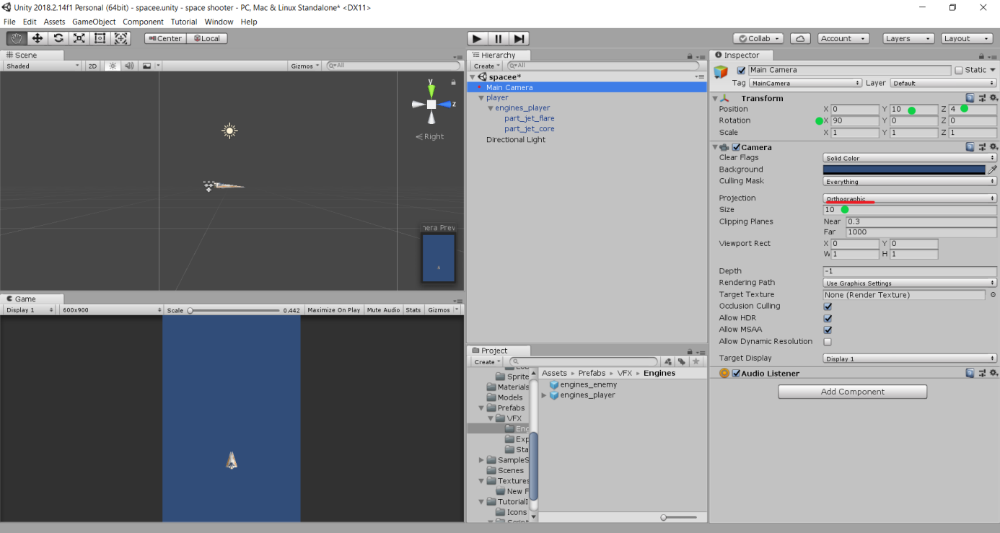 Unity 2018.2.14f1 Personal (64bit) - spacee.unity - space shooter - PC, Mac & Linux Standalone* <DX11>
File Edit Assets GameObject Component Tutorial Window Help
Center Local Collab Account Layers Layout
Scene
Shaded 2D Gizmos All
y
z
Right
mera Prev
Game
Display 1 600x900 Scale 0.442 Maximize On Play Mute Audio Stats Gizmos
Hierarchy
Create All
spacee*
Main Camera
player
engines_player
part_jet_flare
part_jet_core
Directional Light
Project
Create
Sprite
Materials
Models
Prefabs
VFX
Eng
Exp
Sta
SampleS
Scenes
Textures
New F
TutorialI
Icons
Script
Assets Prefabs VFX Engines
engines_enemy
engines_player
Inspector
Main Camera Static
Tag MainCamera Layer Default
Transform
Position X 0 Y 10 Z 4
Rotation X 90 Y 0 Z 0
Scale X 1 Y 1 Z 1
Camera
Clear Flags Solid Color
Background
Culling Mask Everything
Projection Orthographic
Size 10
Clipping Planes Near 0.3
Far 1000
Viewport Rect X 0 Y 0
W 1 H 1
Depth -1
Rendering Path Use Graphics Settings
Target Texture None (Render Texture)
Occlusion Culling
Allow HDR
Allow MSAA
Allow Dynamic Resolution
Target Display Display 1
Audio Listener
Add Component